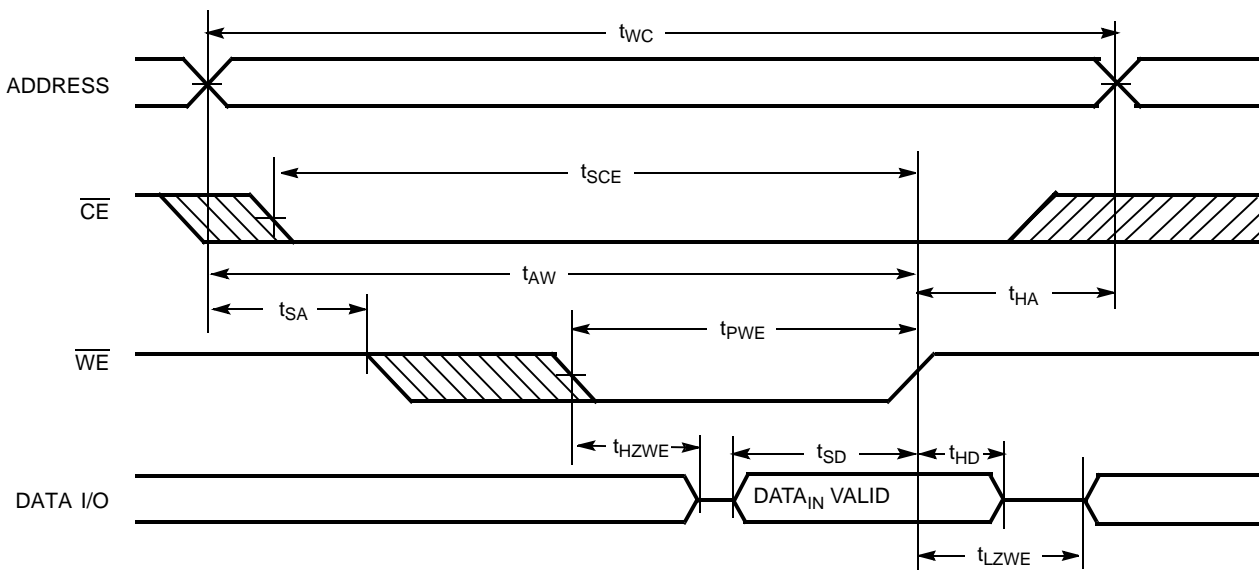 tWC
ADDRESS
tSCE
CE
tAW
tSA
tHA
tPWE
WE
tHZWE
tSD
tHD
DATA I/O
DATAIN VALID
tLZWE